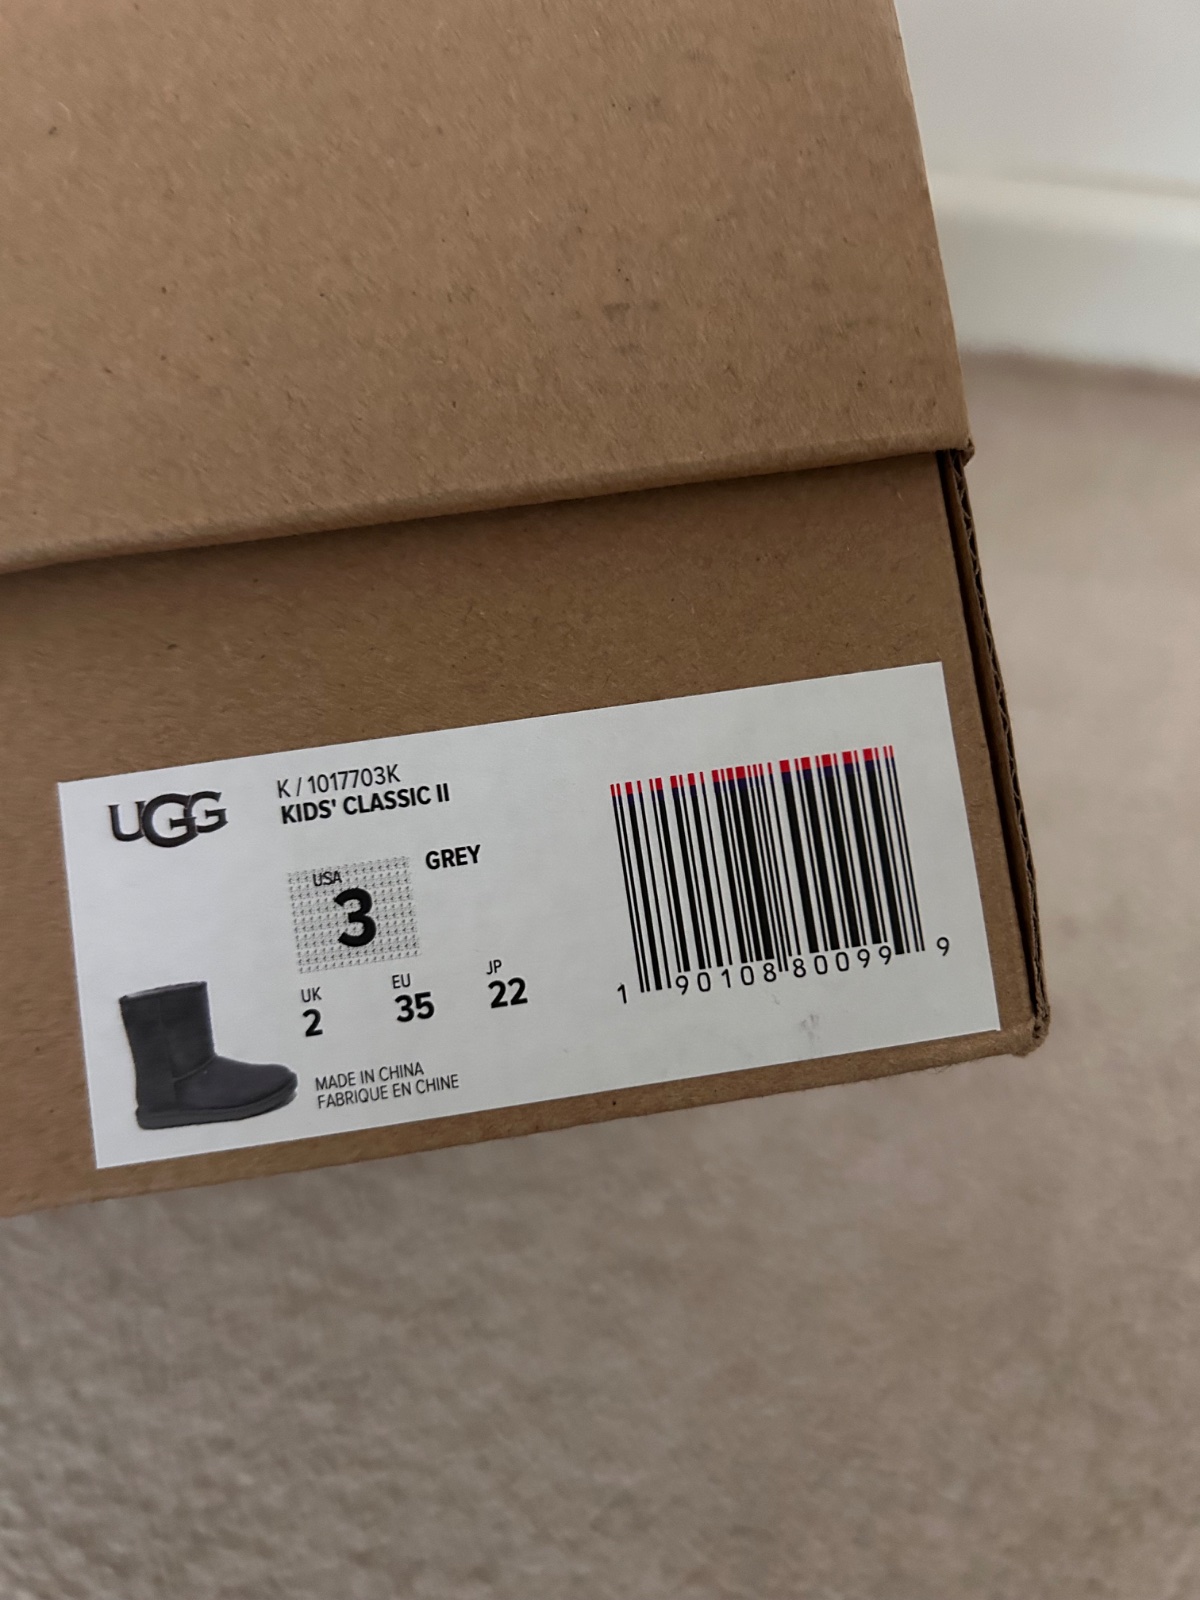 UGG
K / 1017703K
KIDS' CLASSIC II
GREY
USA
3
UK
2
EU
35
JP
22
MADE IN CHINA
FABRIQUE EN CHINE
1 90108 80099 9